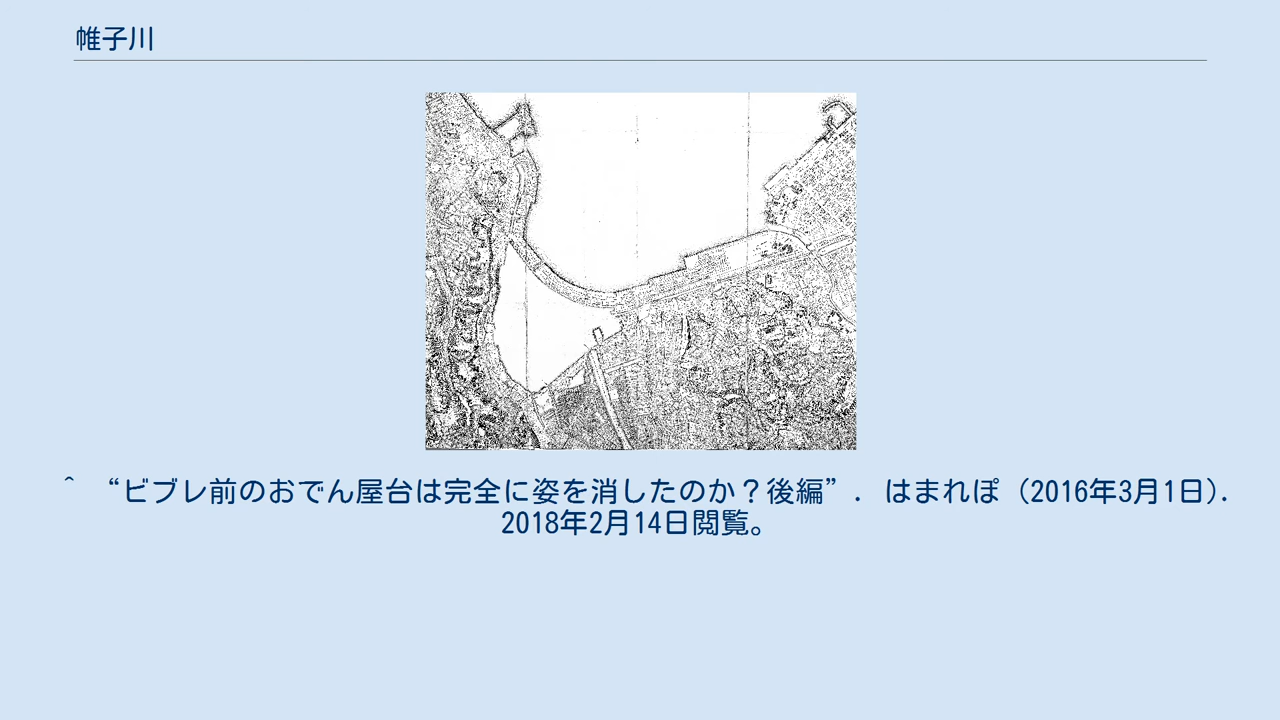 帷子川
^ “ビブレ前のおでん屋台は完全に姿を消したのか？後編”. はまれぽ (2016年3月1日).
2018年2月14日閲覧。